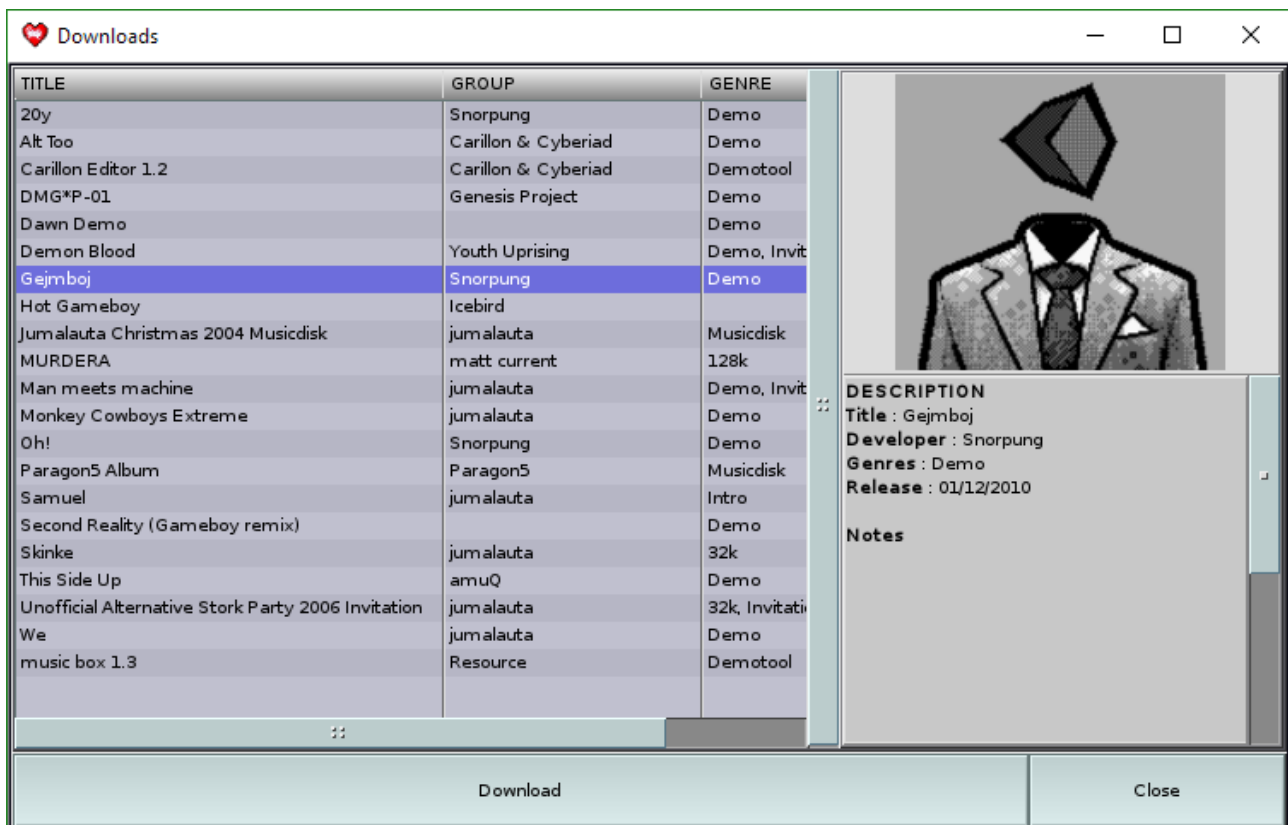 Downloads
TITLE GROUP GENRE
20y Snorpung Demo
Alt Too Carillon & Cyberiad Demo
Carillon Editor 1.2 Carillon & Cyberiad Demotool
DMG*P-01 Genesis Project Demo
Dawn Demo Demo
Demon Blood Youth Uprising Demo, Invit
Gejmboj Snorpung Demo
Hot Gameboy Icebird
Jumalauta Christmas 2004 Musicdisk jumalauta Musicdisk
MURDERA matt current 128k
Man meets machine jumalauta Demo, Invit
Monkey Cowboys Extreme jumalauta Demo
Oh! Snorpung Demo
Paragon5 Album Paragon5 Musicdisk
Samuel jumalauta Intro
Second Reality (Gameboy remix) Demo
Skinke jumalauta 32k
This Side Up amuQ Demo
Unofficial Alternative Stork Party 2006 Invitation jumalauta 32k, Invitati
We jumalauta Demo
music box 1.3 Resource Demotool
DESCRIPTION
Title : Gejmboj
Developer : Snorpung
Genres : Demo
Release : 01/12/2010
Notes
Download Close